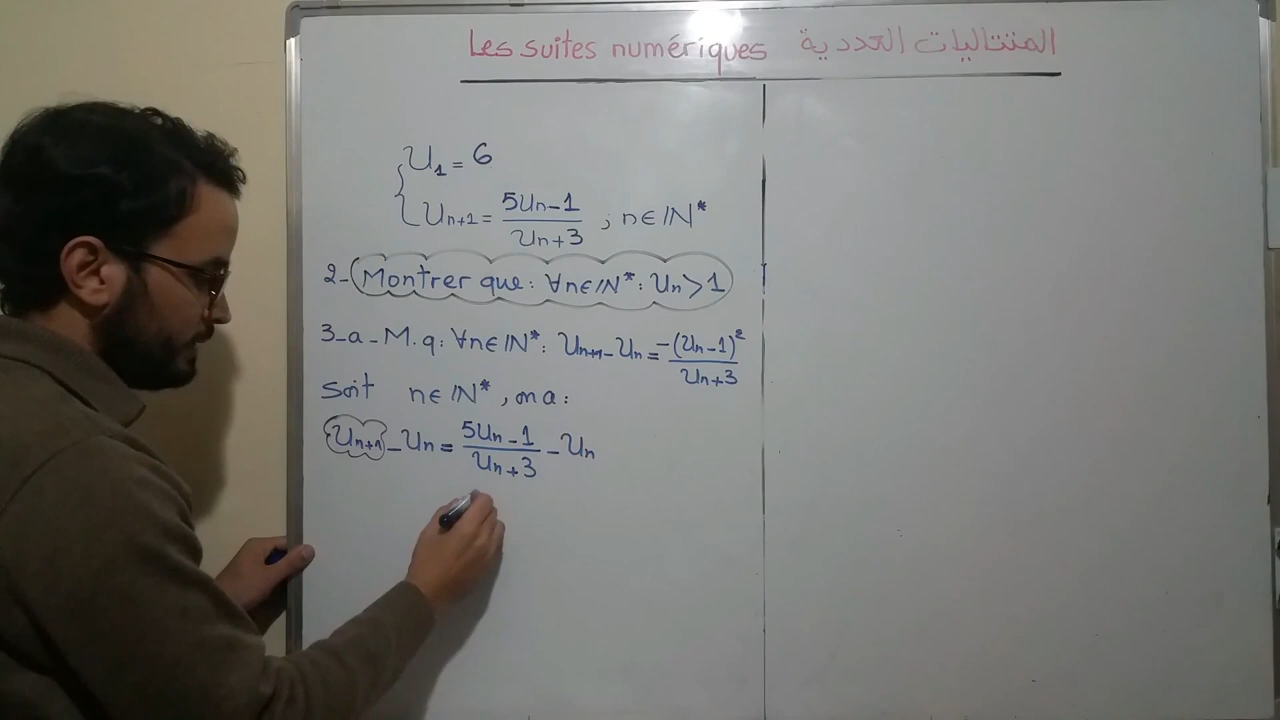 Les suites numériques المتتاليات العددية
U₁ = 6
Uₙ₊₁ = (5Uₙ - 1)/(Uₙ + 3) ; n ∈ IN*
2- Montrer que : ∀n∈IN* : Uₙ > 1
3-a- M.q : ∀n∈IN* : Uₙ₊₁ - Uₙ = -(Uₙ - 1)²/(Uₙ + 3)
Soit n ∈ IN*, on a :
Uₙ₊₁ - Uₙ = (5Uₙ - 1)/(Uₙ + 3) - Uₙ